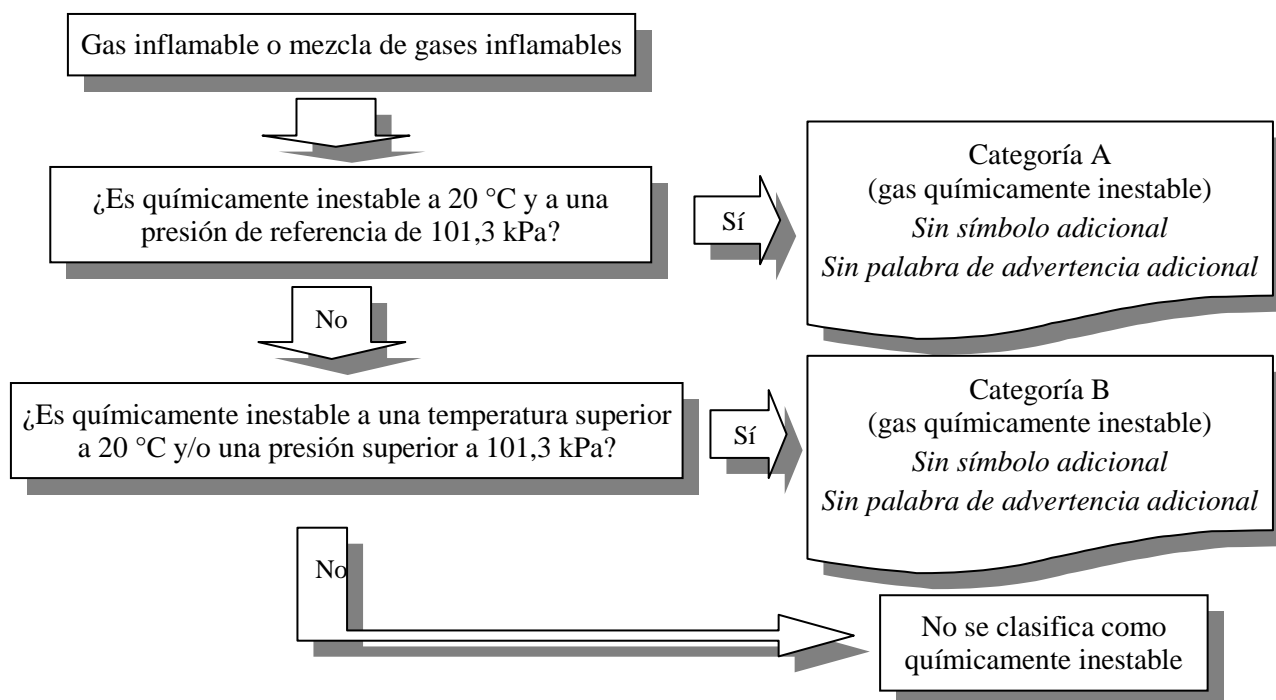 Gas inflamable o mezcla de gases inflamables
¿Es químicamente inestable a 20 °C y a una
presión de referencia de 101,3 kPa?
Sí
Categoría A
(gas químicamente inestable)
Sin símbolo adicional
Sin palabra de advertencia adicional
No
¿Es químicamente inestable a una temperatura superior
a 20 °C y/o una presión superior a 101,3 kPa?
Sí
Categoría B
(gas químicamente inestable)
Sin símbolo adicional
Sin palabra de advertencia adicional
No
No se clasifica como
químicamente inestable